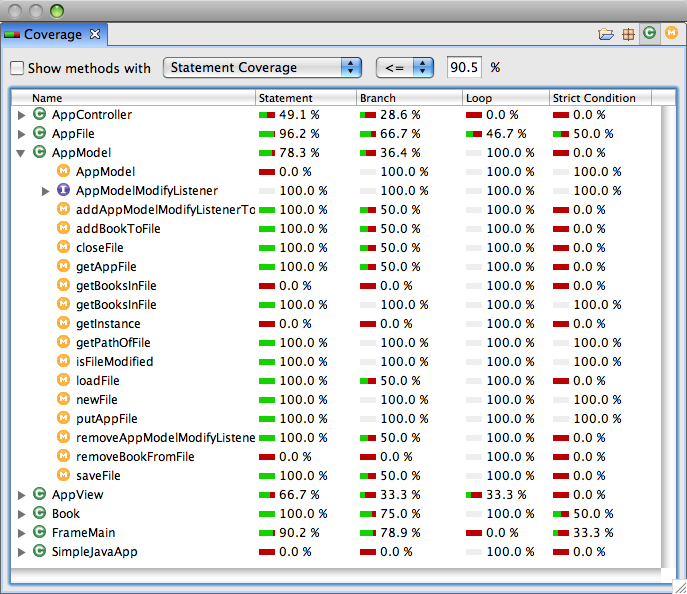 Coverage
C M
Show methods with Statement Coverage <= 90.5 %
Name Statement Branch Loop Strict Condition
C AppController 49.1 % 28.6 % 0.0 % 0.0 %
C AppFile 96.2 % 66.7 % 46.7 % 50.0 %
C AppModel 78.3 % 36.4 % 100.0 % 0.0 %
M AppModel 0.0 % 100.0 % 100.0 % 100.0 %
I AppModelModifyListener 100.0 % 100.0 % 100.0 % 100.0 %
M addAppModelModifyListenerTo 100.0 % 50.0 % 100.0 % 0.0 %
M addBookToFile 100.0 % 50.0 % 100.0 % 0.0 %
M closeFile 100.0 % 50.0 % 100.0 % 0.0 %
M getAppFile 100.0 % 50.0 % 100.0 % 0.0 %
M getBooksInFile 0.0 % 0.0 % 100.0 % 0.0 %
M getBooksInFile 100.0 % 100.0 % 100.0 % 100.0 %
M getInstance 0.0 % 0.0 % 100.0 % 0.0 %
M getPathOfFile 100.0 % 100.0 % 100.0 % 100.0 %
M isFileModified 100.0 % 100.0 % 100.0 % 100.0 %
M loadFile 100.0 % 50.0 % 100.0 % 0.0 %
M newFile 100.0 % 100.0 % 100.0 % 100.0 %
M putAppFile 100.0 % 100.0 % 100.0 % 100.0 %
M removeAppModelModifyListene 100.0 % 50.0 % 100.0 % 0.0 %
M removeBookFromFile 0.0 % 0.0 % 100.0 % 0.0 %
M saveFile 100.0 % 50.0 % 100.0 % 0.0 %
C AppView 66.7 % 33.3 % 33.3 % 0.0 %
C Book 100.0 % 75.0 % 100.0 % 50.0 %
C FrameMain 90.2 % 78.9 % 0.0 % 33.3 %
C SimpleJavaApp 0.0 % 0.0 % 100.0 % 0.0 %